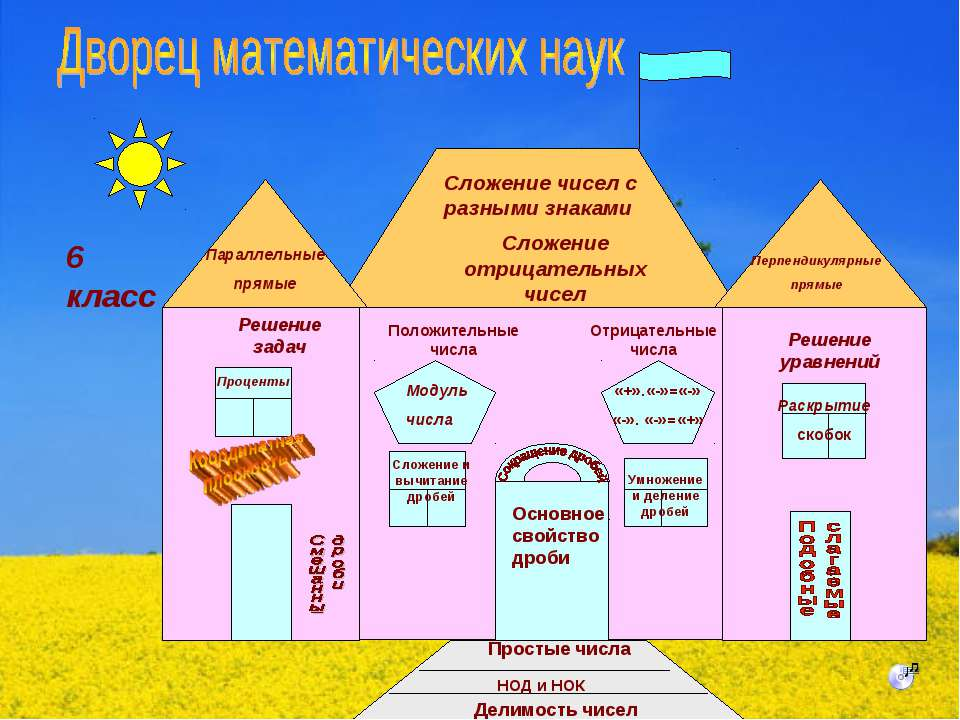 Дворец математических наук
6
класс
Сложение чисел с
разными знаками
Сложение
отрицательных
чисел
Параллельные
прямые
Перпендикулярные
прямые
Решение
задач
Проценты
Координатная
плоскость
Смешанны
дроби
Положительные
числа
Модуль
числа
Сложение и
вычитание
дробей
Отрицательные
числа
«+».«-»=«-»
«-». «-»=«+»
Умножение
и деление
дробей
Сокращение дробей
Основное
свойство
дроби
Решение
уравнений
Раскрытие
скобок
Подобные
слагаемые
Простые числа
НОД и НОК
Делимость чисел